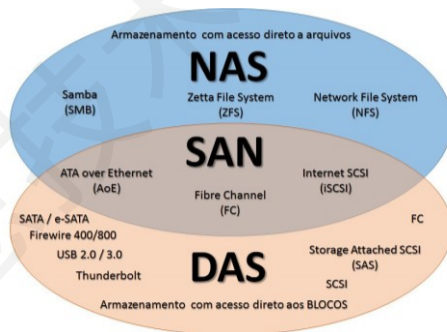 Armazenamento com acesso direto a arquivos
NAS
Samba
(SMB)
Zetta File System
(ZFS)
Network File System
(NFS)
SAN
ATA over Ethernet
(AoE)
Fibre Channel
(FC)
Internet SCSI
(iSCSI)
SATA / e-SATA
Firewire 400/800
USB 2.0 / 3.0
Thunderbolt
DAS
FC
Storage Attached SCSI
(SAS)
SCSI
Armazenamento com acesso direto aos BLOCOS